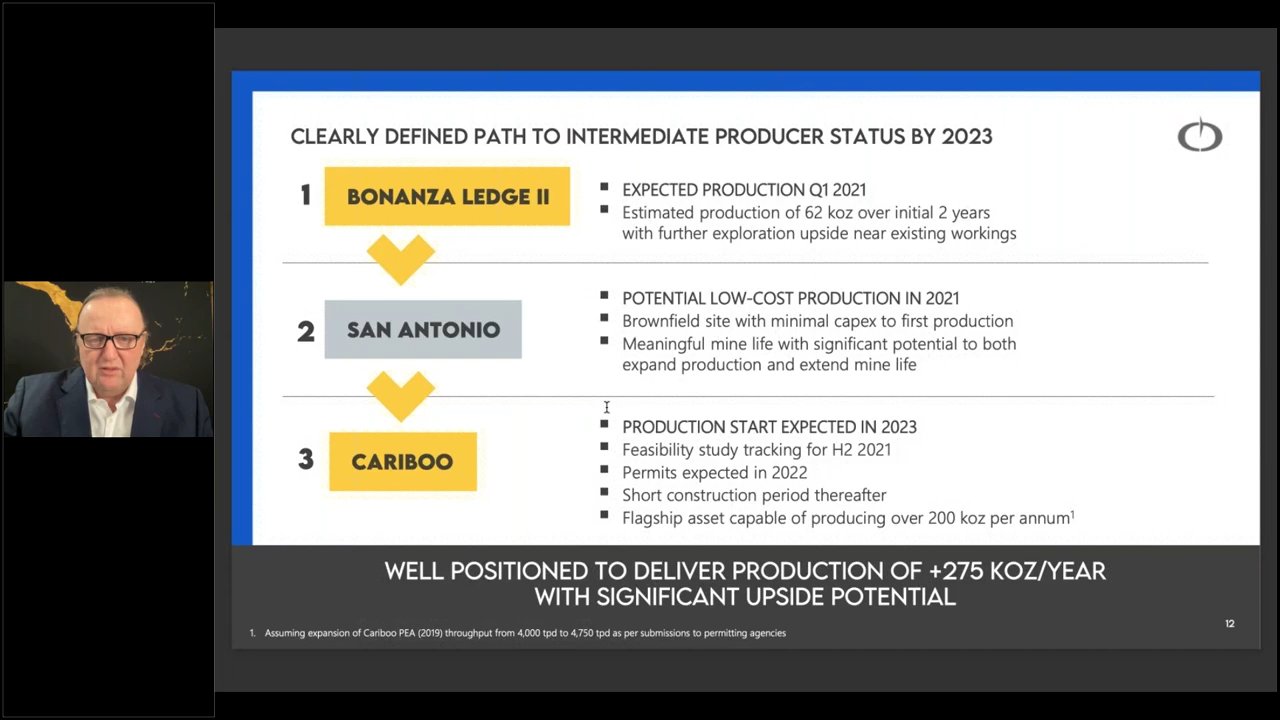 CLEARLY DEFINED PATH TO INTERMEDIATE PRODUCER STATUS BY 2023
1
BONANZA LEDGE II
▪ EXPECTED PRODUCTION Q1 2021
▪ Estimated production of 62 koz over initial 2 years
with further exploration upside near existing workings
2
SAN ANTONIO
▪ POTENTIAL LOW-COST PRODUCTION IN 2021
▪ Brownfield site with minimal capex to first production
▪ Meaningful mine life with significant potential to both
expand production and extend mine life
3
CARIBOO
▪ PRODUCTION START EXPECTED IN 2023
▪ Feasibility study tracking for H2 2021
▪ Permits expected in 2022
▪ Short construction period thereafter
▪ Flagship asset capable of producing over 200 koz per annum¹
WELL POSITIONED TO DELIVER PRODUCTION OF +275 KOZ/YEAR
WITH SIGNIFICANT UPSIDE POTENTIAL
1. Assuming expansion of Cariboo PEA (2019) throughput from 4,000 tpd to 4,750 tpd as per submissions to permitting agencies
12